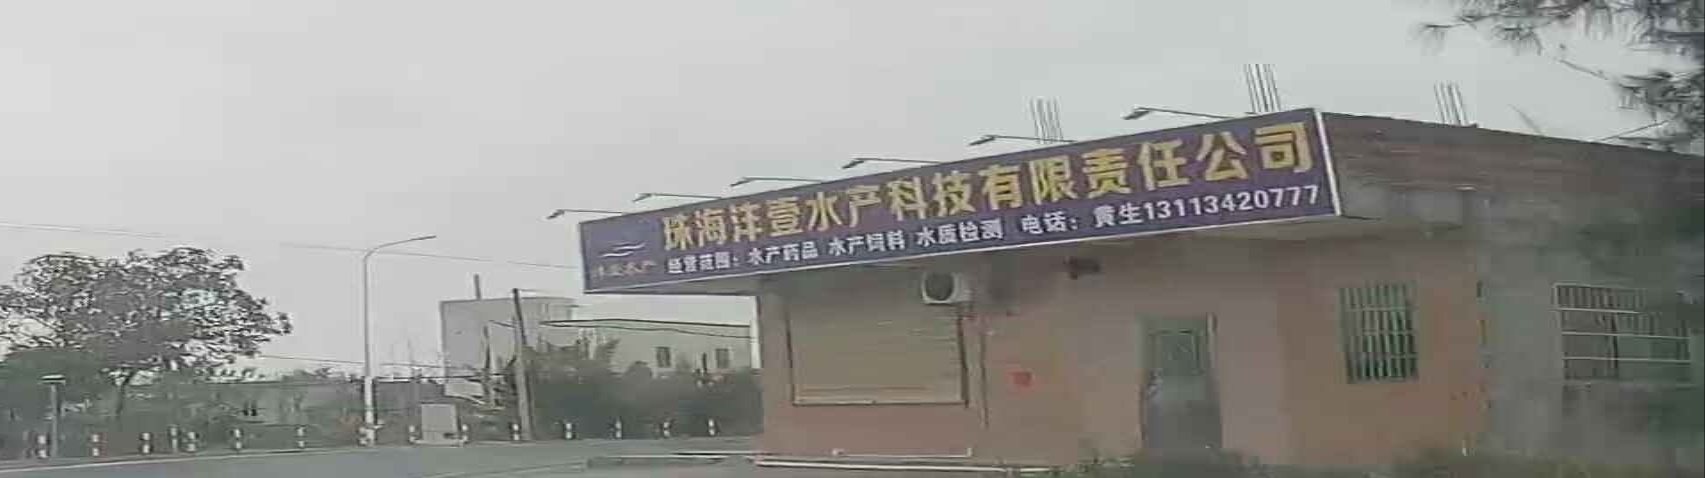 珠海洋壹水产科技有限责任公司
经营范围：水产药品 水产饲料 水质检测 电话：黄生13113420777